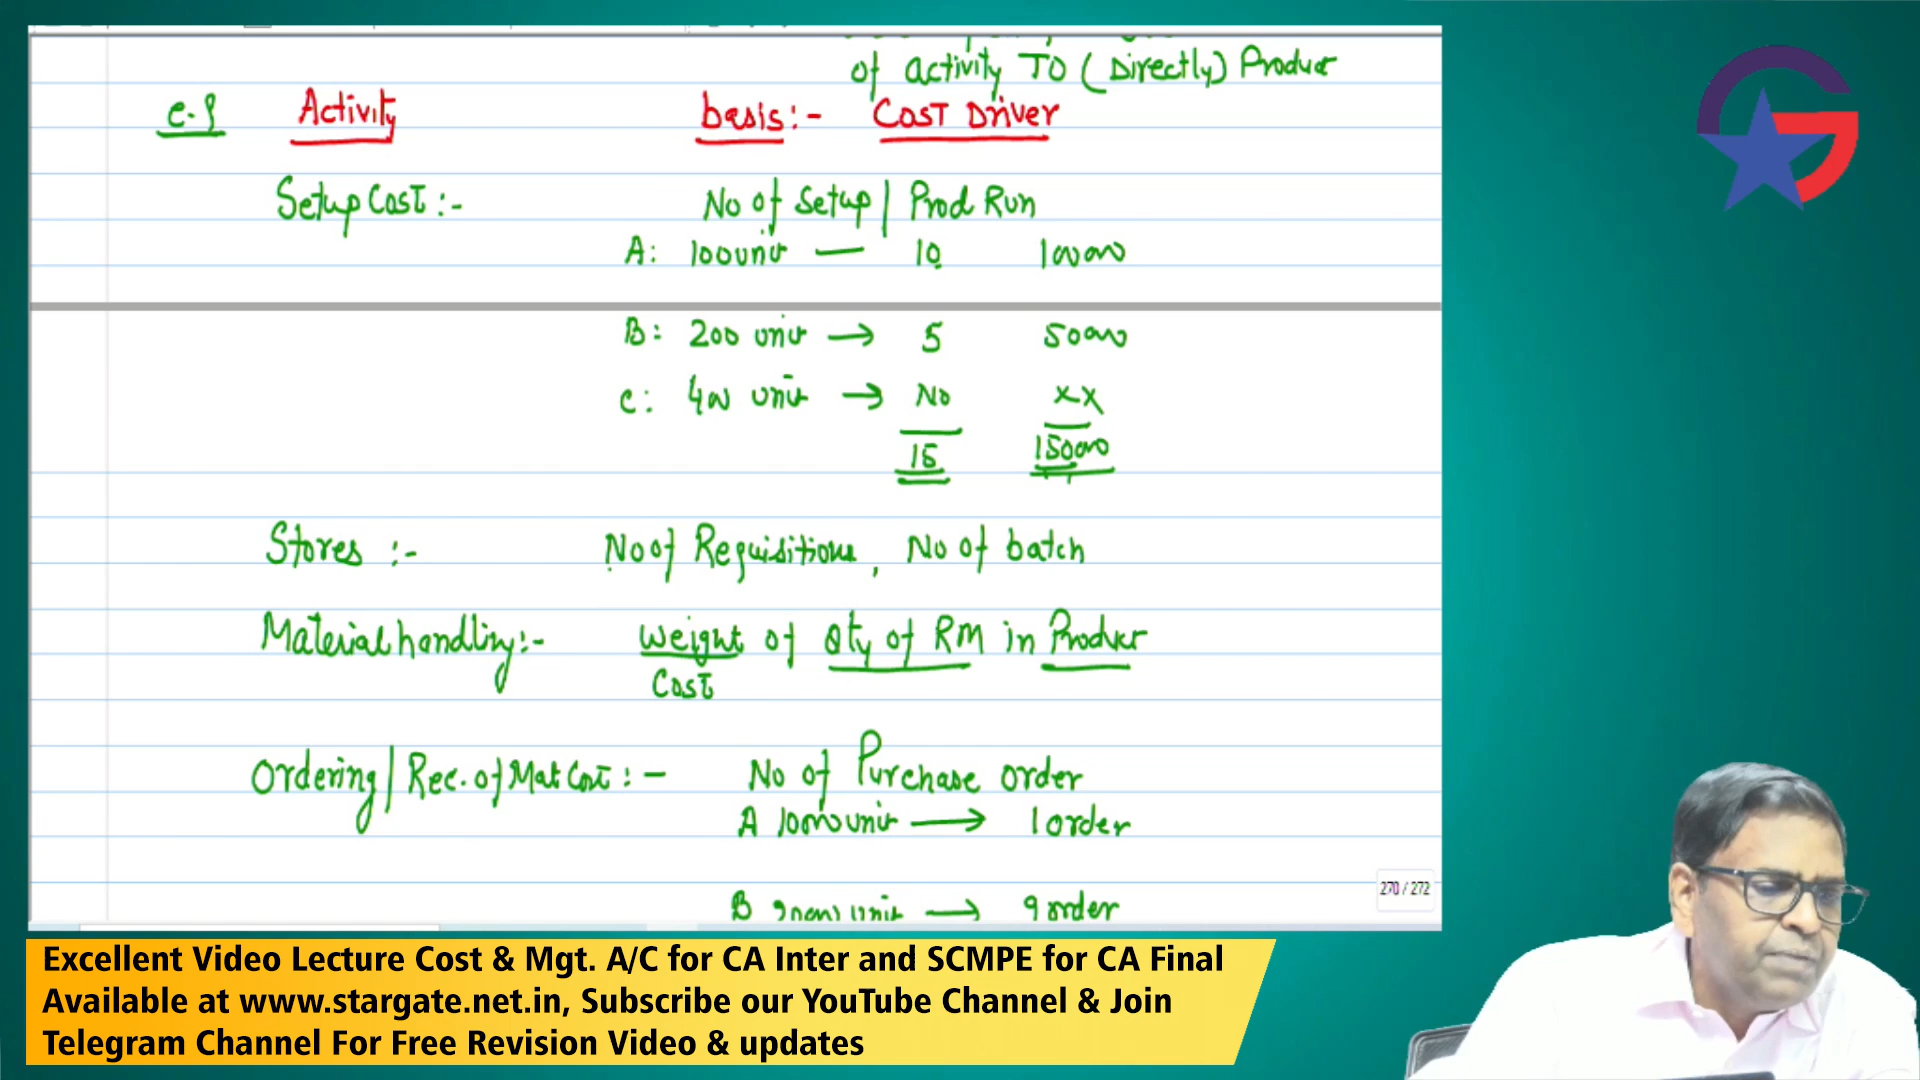 of activity TO (Directly) Product
e.g Activity basis:- Cost Driver
Setup Cost :- No of Setup | Prod Run
A: 100 unit — 10 10000
B: 200 unit → 5 5000
C: 400 unit → No xx
15 15000
Stores :- No of Requisitions, No of batch
Material handling:- weight of Qty of RM in Product
Cost
Ordering | Rec. of Mat Cost :- No of Purchase order
A 10000 unit → 1 order
B unit → 9 order
270 / 272
Excellent Video Lecture Cost & Mgt. A/C for CA Inter and SCMPE for CA Final
Available at www.stargate.net.in, Subscribe our YouTube Channel & Join
Telegram Channel For Free Revision Video & updates